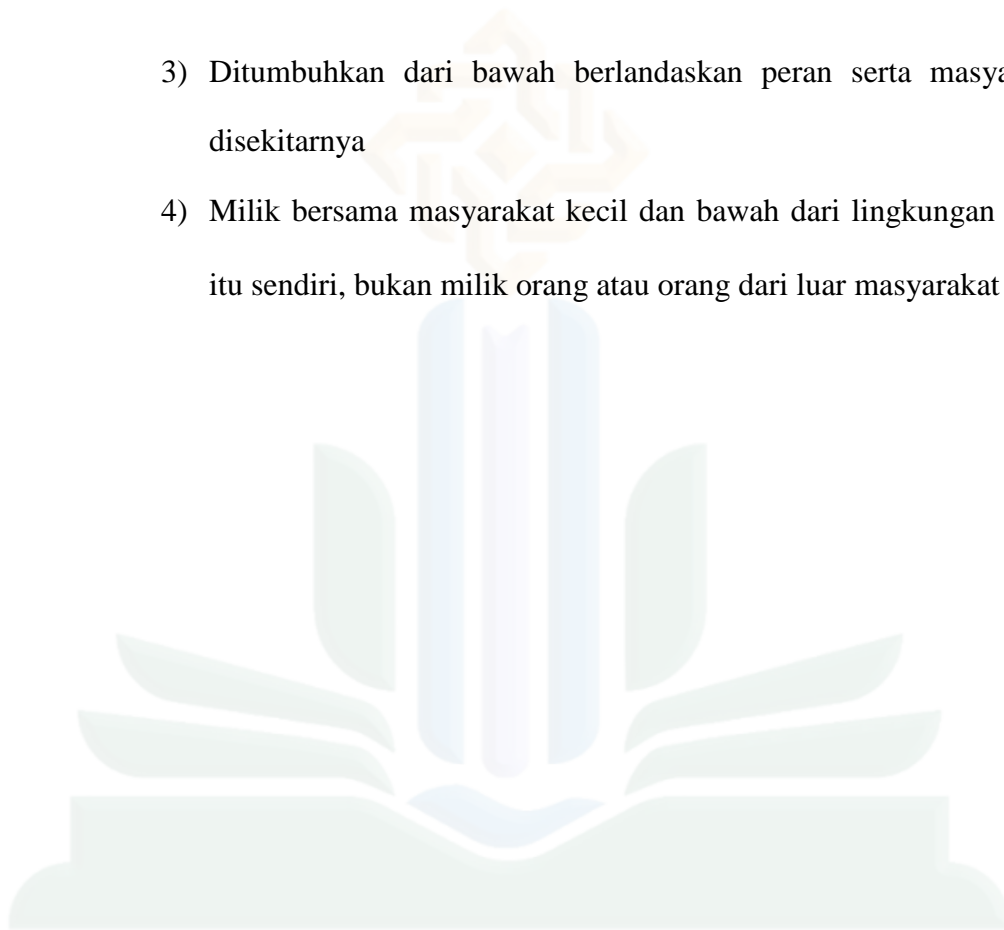 3) Ditumbuhkan dari bawah berlandaskan peran serta
disekitarnya
4) Milik bersama masyarakat kecil dan bawah dari lingkungan
itu sendiri, bukan milik orang atau orang dari luar masyarakat